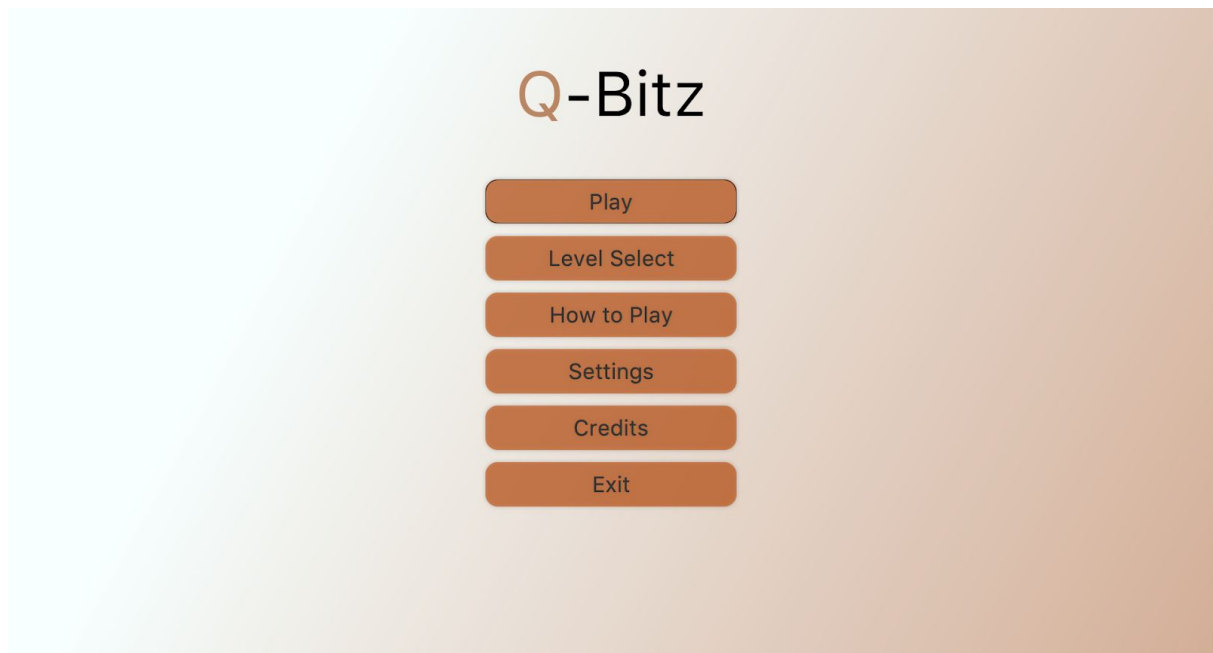 Q-Bitz
Play
Level Select
How to Play
Settings
Credits
Exit